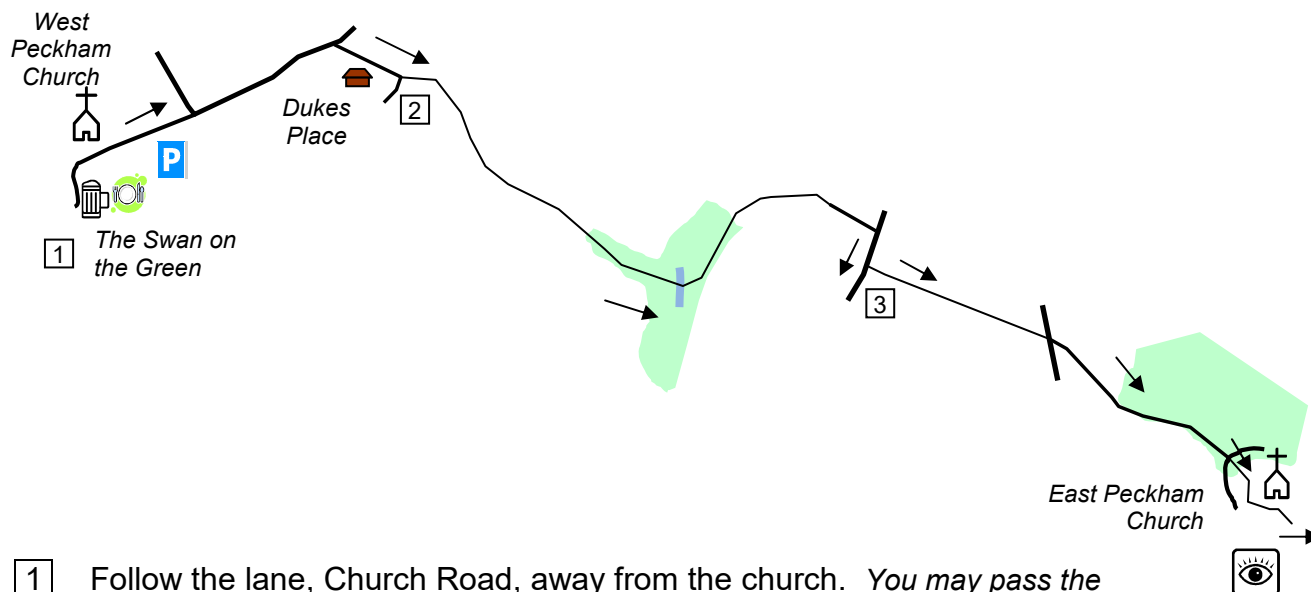 West
Peckham
Church
P
Dukes
Place
2
1
The Swan on
the Green
3
East Peckham
Church
1 Follow the lane, Church Road, away from the church. You may pass the